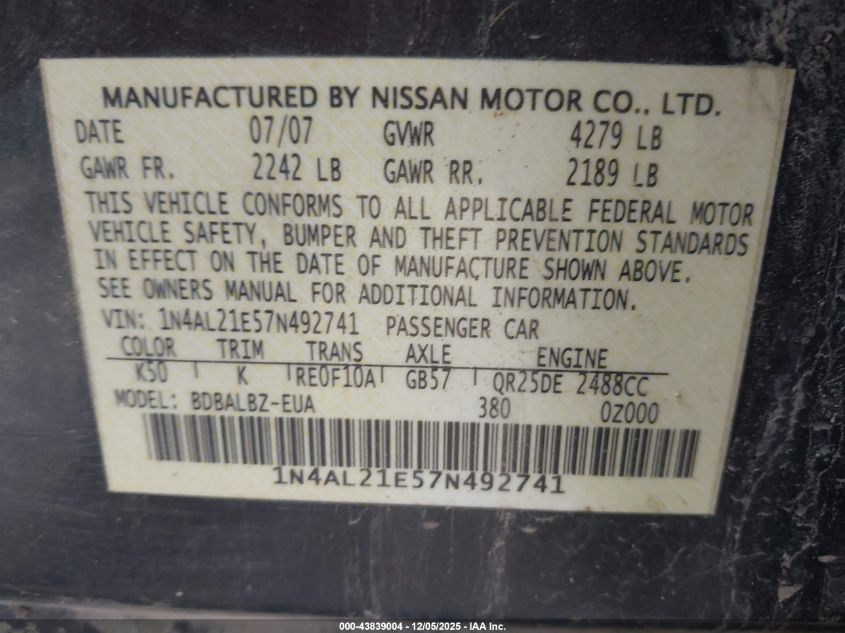 MANUFACTURED BY NISSAN MOTOR CO., LTD.
DATE 07/07 GVWR 4279 LB
GAWR FR. 2242 LB GAWR RR. 2189 LB
THIS VEHICLE CONFORMS TO ALL APPLICABLE FEDERAL MOTOR
VEHICLE SAFETY, BUMPER AND THEFT PREVENTION STANDARDS
IN EFFECT ON THE DATE OF MANUFACTURE SHOWN ABOVE.
SEE OWNERS MANUAL FOR ADDITIONAL INFORMATION.
VIN: 1N4AL21E57N492741 PASSENGER CAR
COLOR TRIM TRANS AXLE ENGINE
K50 K RE0F10A GB57 QR25DE 2488CC
MODEL: BDBALBZ-EUA 380 0Z000
1N4AL21E57N492741
000-43839004 - 12/05/2025 - IAA Inc.